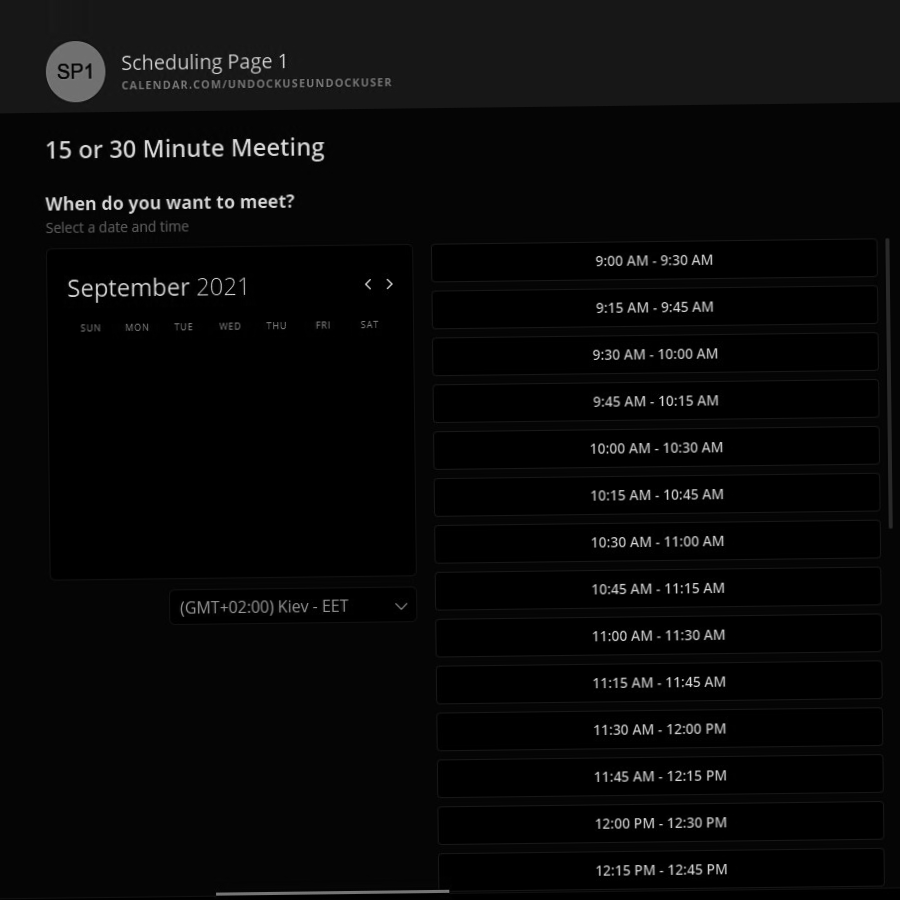 SP1
Scheduling Page 1
CALENDAR.COM/UNDOCKUSEUNDOCKUSER
15 or 30 Minute Meeting
When do you want to meet?
Select a date and time
September 2021
SUN MON TUE WED THU FRI SAT
(GMT+02:00) Kiev - EET
9:00 AM - 9:30 AM
9:15 AM - 9:45 AM
9:30 AM - 10:00 AM
9:45 AM - 10:15 AM
10:00 AM - 10:30 AM
10:15 AM - 10:45 AM
10:30 AM - 11:00 AM
10:45 AM - 11:15 AM
11:00 AM - 11:30 AM
11:15 AM - 11:45 AM
11:30 AM - 12:00 PM
11:45 AM - 12:15 PM
12:00 PM - 12:30 PM
12:15 PM - 12:45 PM